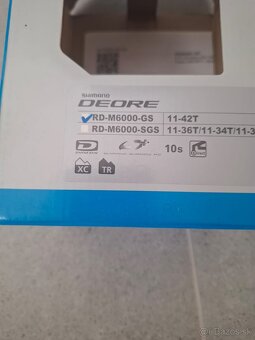 SHIMANO
DEORE
RD-M6000-GS 11-42T
RD-M6000-SGS 11-36T/11-34T/11-3
10s
XC TR